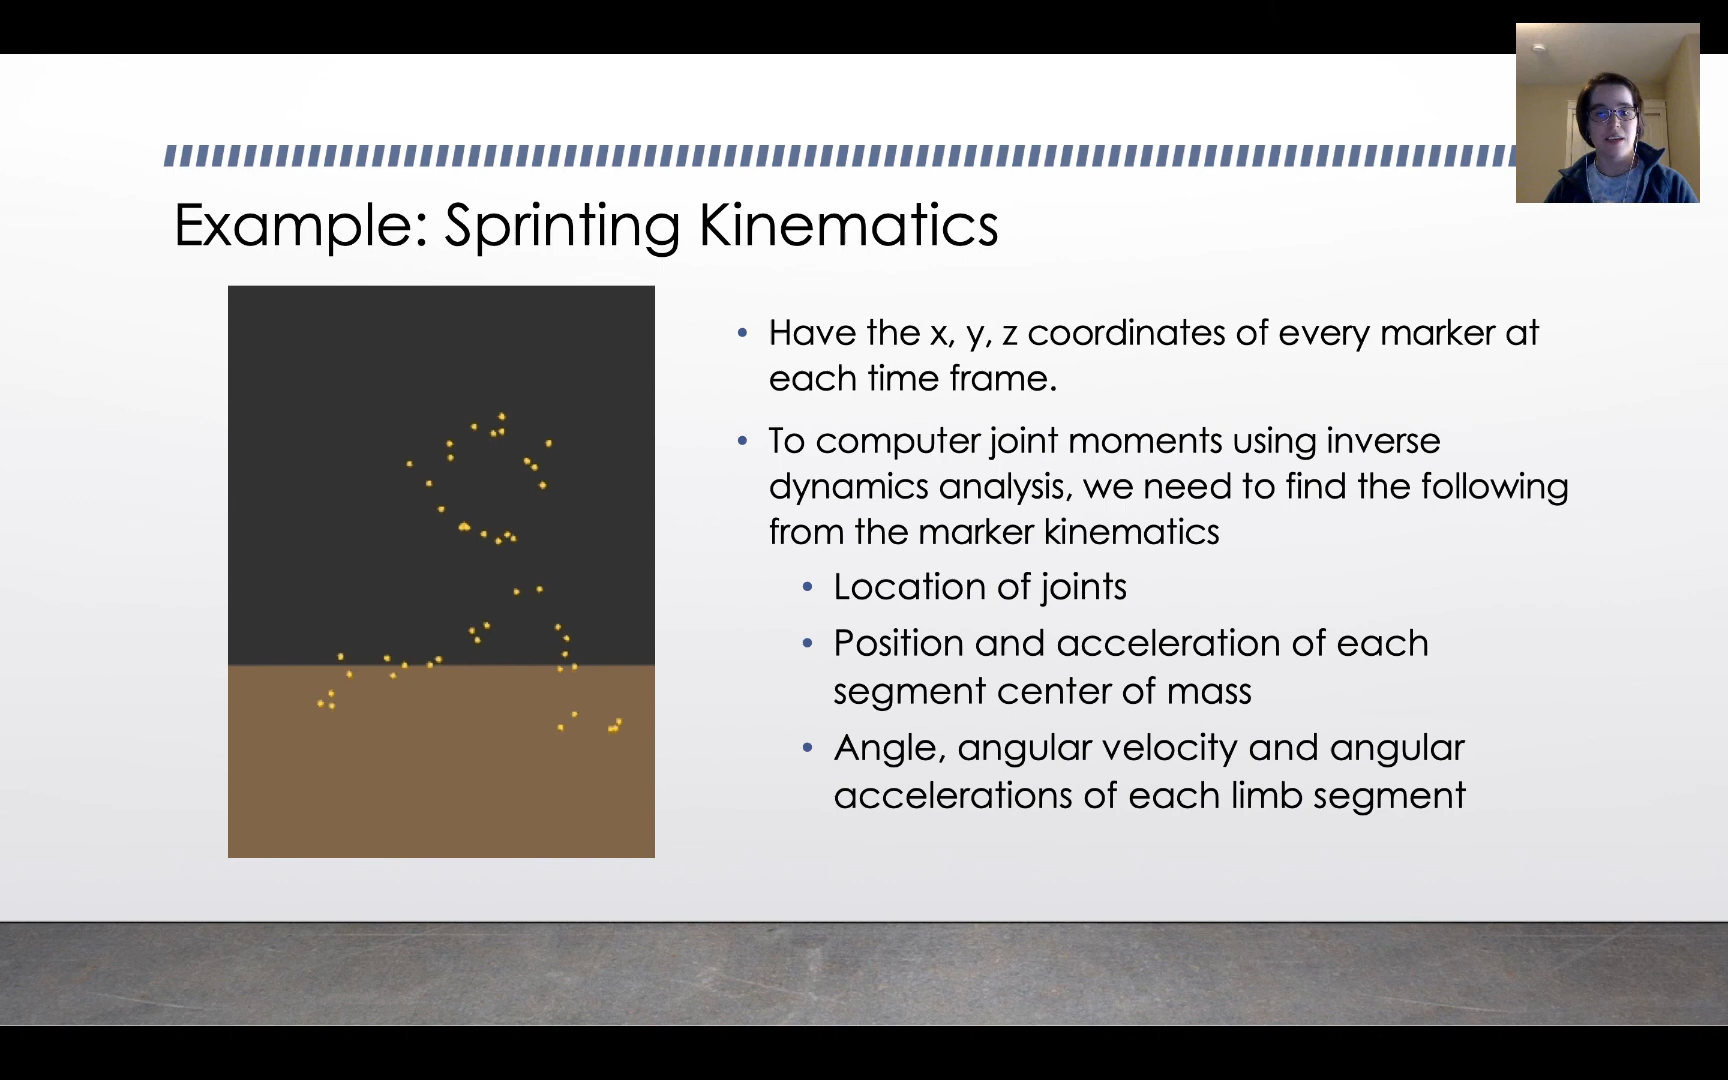 Example: Sprinting Kinematics
• Have the x, y, z coordinates of every marker at
each time frame.
• To computer joint moments using inverse
dynamics analysis, we need to find the following
from the marker kinematics
• Location of joints
• Position and acceleration of each
segment center of mass
• Angle, angular velocity and angular
accelerations of each limb segment